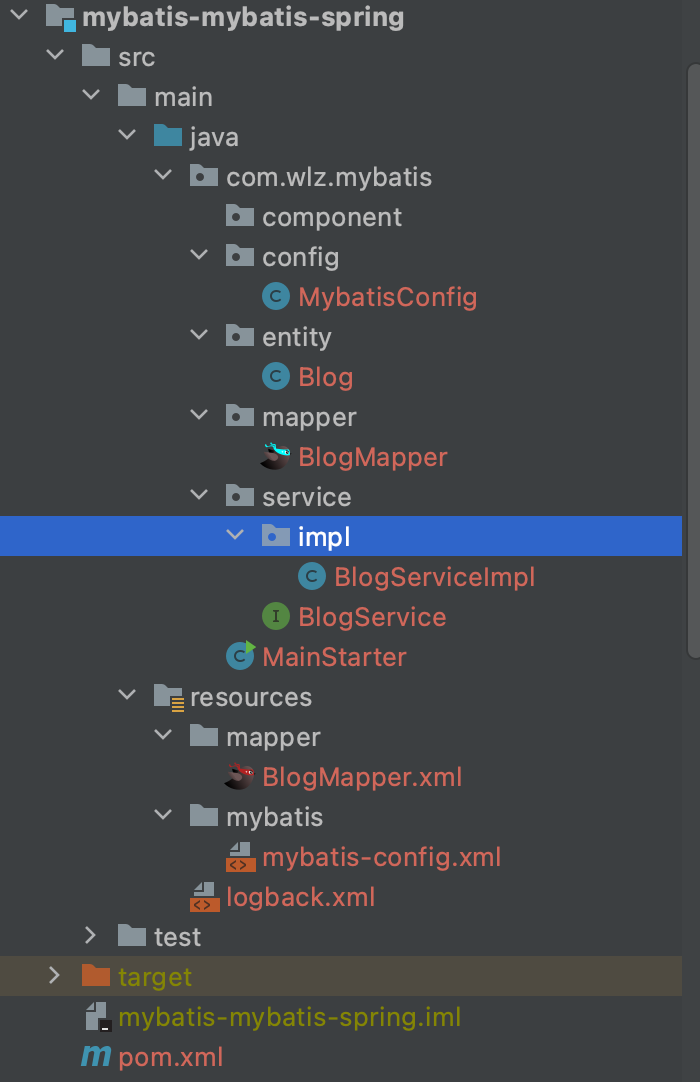 mybatis-mybatis-spring
src
main
java
com.wlz.mybatis
component
config
MybatisConfig
entity
Blog
mapper
BlogMapper
service
impl
BlogServiceImpl
BlogService
MainStarter
resources
mapper
BlogMapper.xml
mybatis
mybatis-config.xml
logback.xml
test
target
mybatis-mybatis-spring.iml
pom.xml